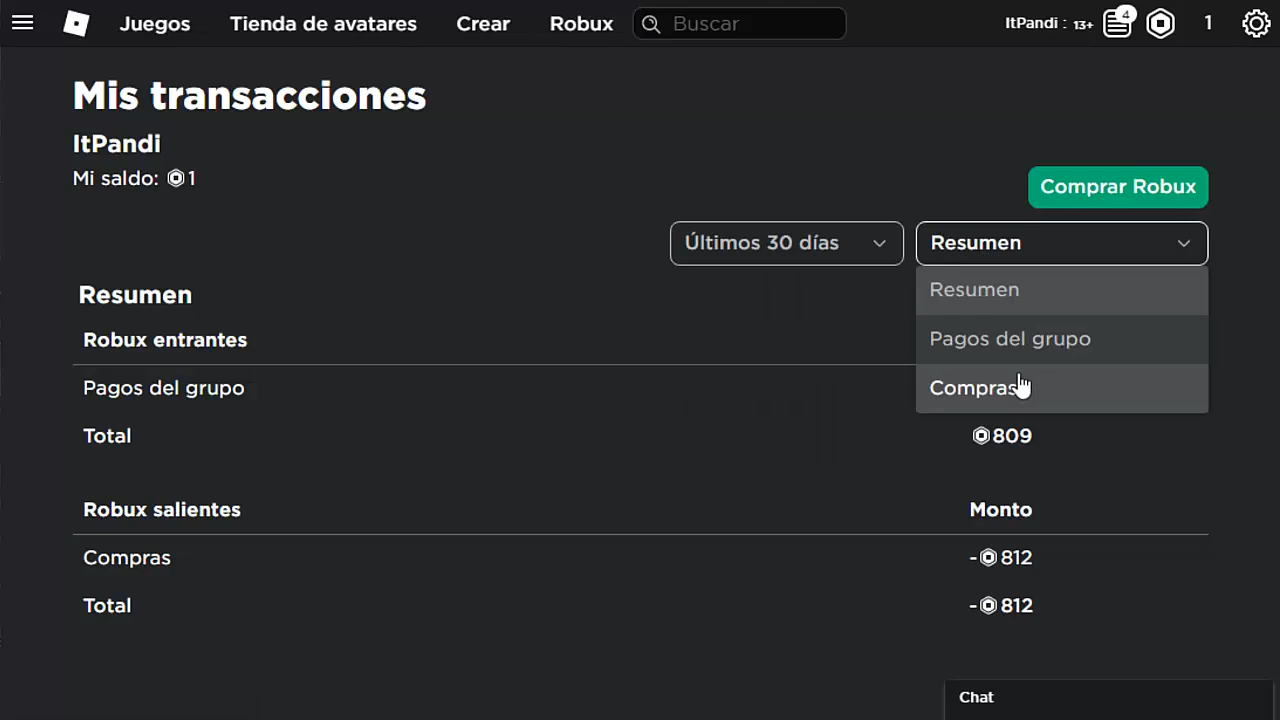 Juegos Tienda de avatares Crear Robux Buscar ItPandi : 13+ 4 1
Mis transacciones
ItPandi
Mi saldo: 1
Comprar Robux
Últimos 30 días Resumen
Resumen
Resumen
Pagos del grupo
Compras
Robux entrantes
Pagos del grupo
Total 809
Robux salientes Monto
Compras -812
Total -812
Chat